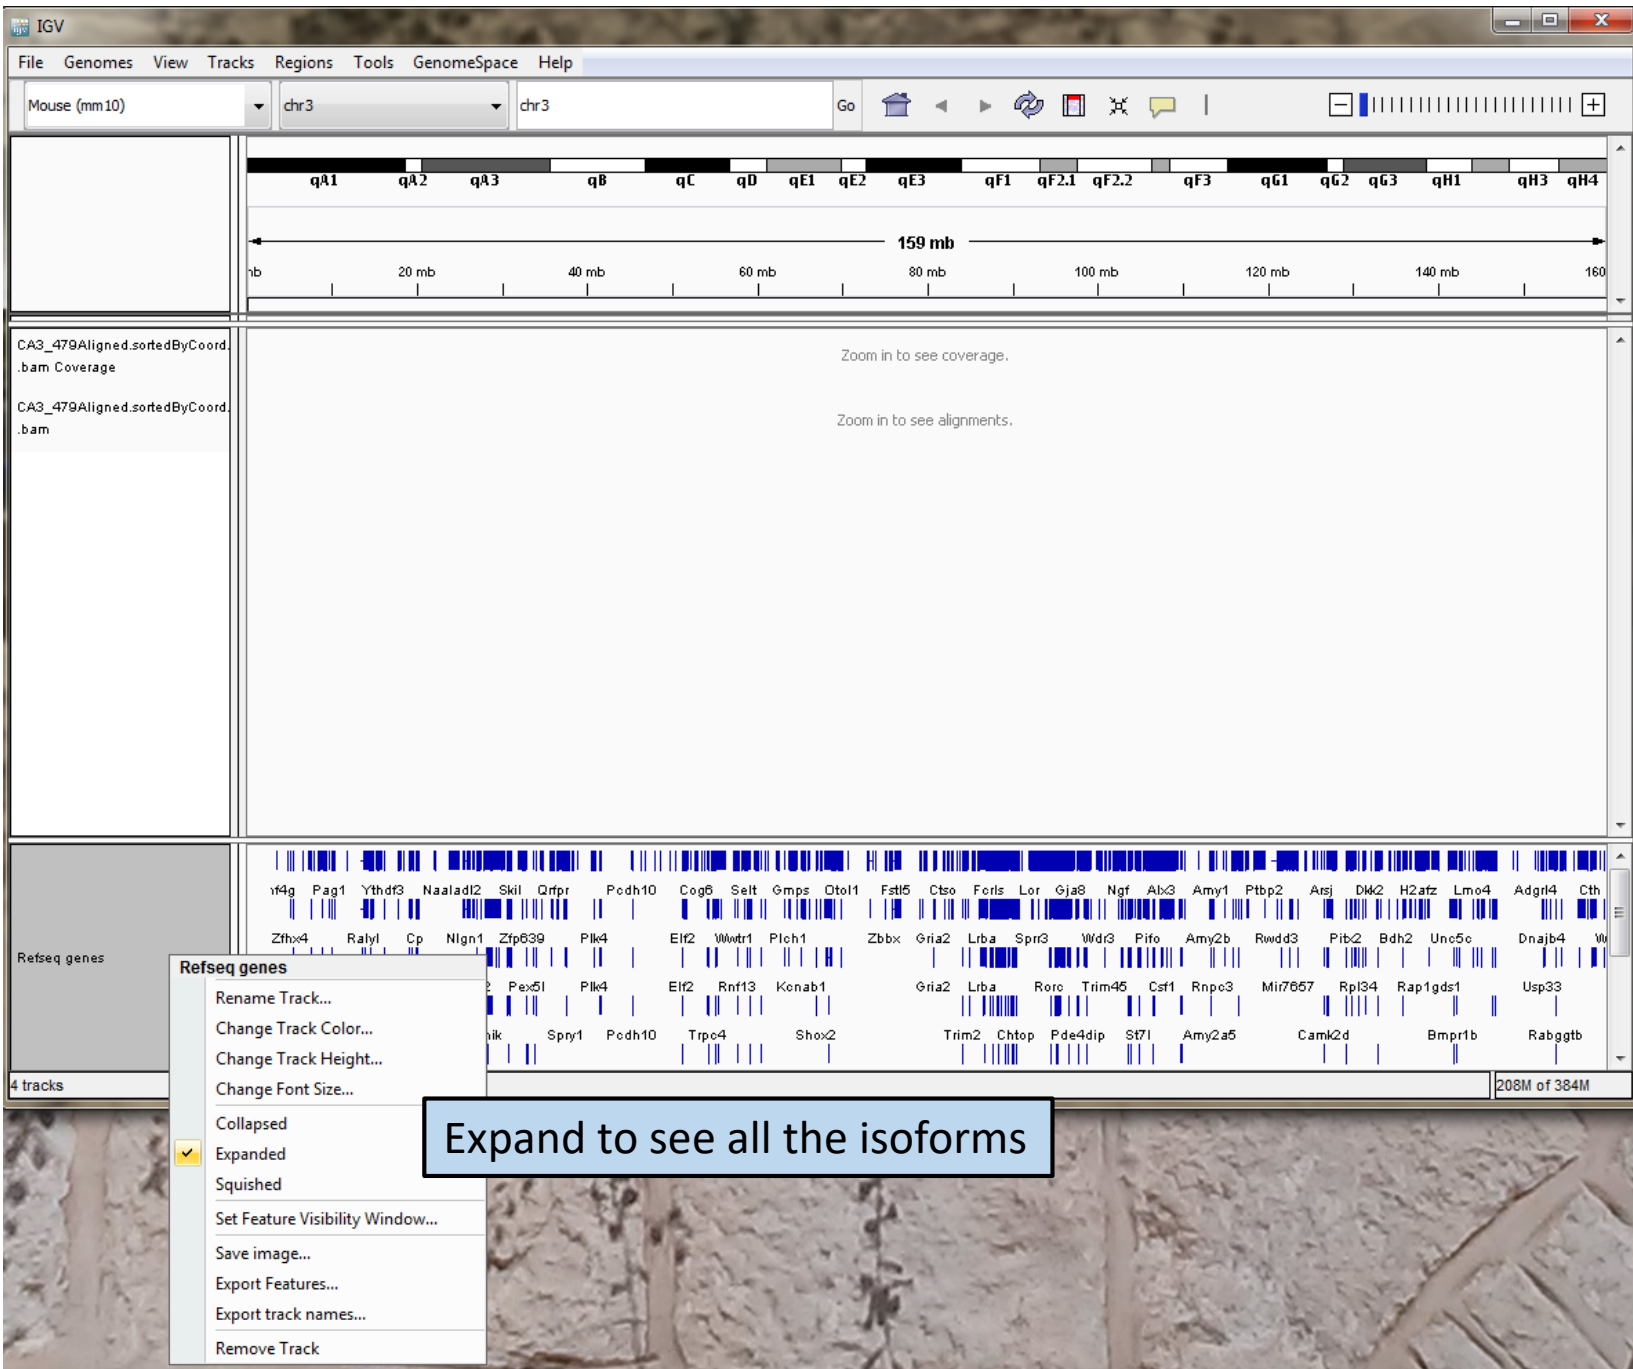 IGV
File Genomes View Tracks Regions Tools GenomeSpace Help
Mouse (mm10) chr3 chr3 Go
qA1 qA2 qA3 qB qC qD qE1 qE2 qE3 qF1 qF2.1 qF2.2 qF3 qG1 qG2 qG3 qH1 qH3 qH4
159 mb
20 mb 40 mb 60 mb 80 mb 100 mb 120 mb 140 mb 160
CA3_479Aligned.sortedByCoord.
.bam Coverage
Zoom in to see coverage.
CA3_479Aligned.sortedByCoord.
.bam
Zoom in to see alignments.
nf4g Pag1 Ythdf3 Naaladl2 Skil Qrfpr Pcdh10 Cog6 Selt Gmps Otol1 Fstl5 Ctso Fcrls Lor Gja8 Ngf Alx3 Amy1 Ptbp2 Arsj Dkk2 H2afz Lmo4 Adgrl4 Cth
Zfhx4 Ralyl Cp Nlgn1 Zfp639 Plk4 Elf2 Wwtr1 Plch1 Zbbx Gria2 Lrba Sprr3 Wdr3 Pifo Amy2b Rwdd3 Pitx2 Bdh2 Unc5c Dnajb4
Refseq genes
Pex5l Plk4 Elf2 Rnf13 Kcnab1 Gria2 Lrba Rorc Trim45 Csf1 Rnpc3 Mir7657 Rpl34 Rap1gds1 Usp33
nik Spry1 Pcdh10 Trpc4 Shox2 Trim2 Chtop Pde4dip St7l Amy2a5 Camk2d Bmpr1b Rabggtb
4 tracks
208M of 384M
Refseq genes
Rename Track...
Change Track Color...
Change Track Height...
Change Font Size...
Collapsed
Expanded
Squished
Set Feature Visibility Window...
Save image...
Export Features...
Export track names...
Remove Track
Expand to see all the isoforms